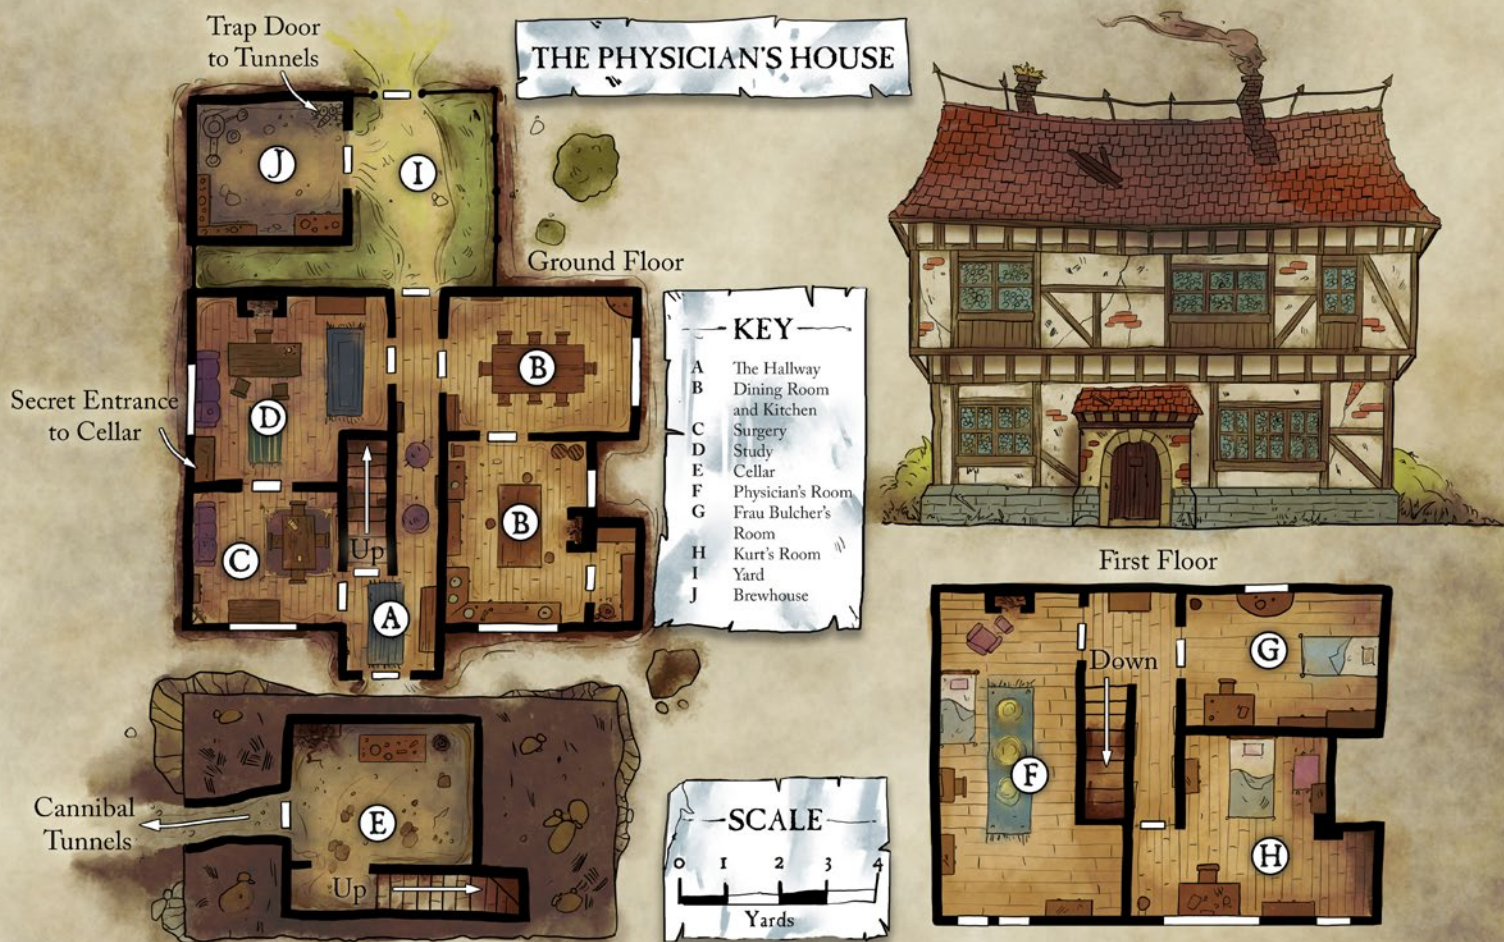 THE PHYSICIAN'S HOUSE
Trap Door
to Tunnels
J
I
Ground Floor
Secret Entrance
to Cellar
D
B
B
C
Up
A
KEY
A The Hallway
B Dining Room
and Kitchen
C Surgery
D Study
E Cellar
F Physician's Room
G Frau Bulcher's
Room
H Kurt's Room
I Yard
J Brewhouse
First Floor
Down
G
F
H
Cannibal
Tunnels
E
Up
SCALE
0 1 2 3 4
Yards